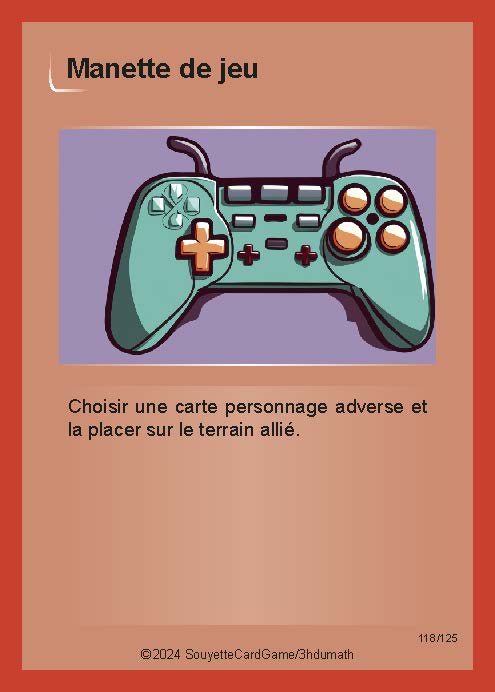 Manette de jeu
Choisir une carte personnage adverse et
la placer sur le terrain allié.
118/125
©2024 SouyetteCardGame/3hdumath